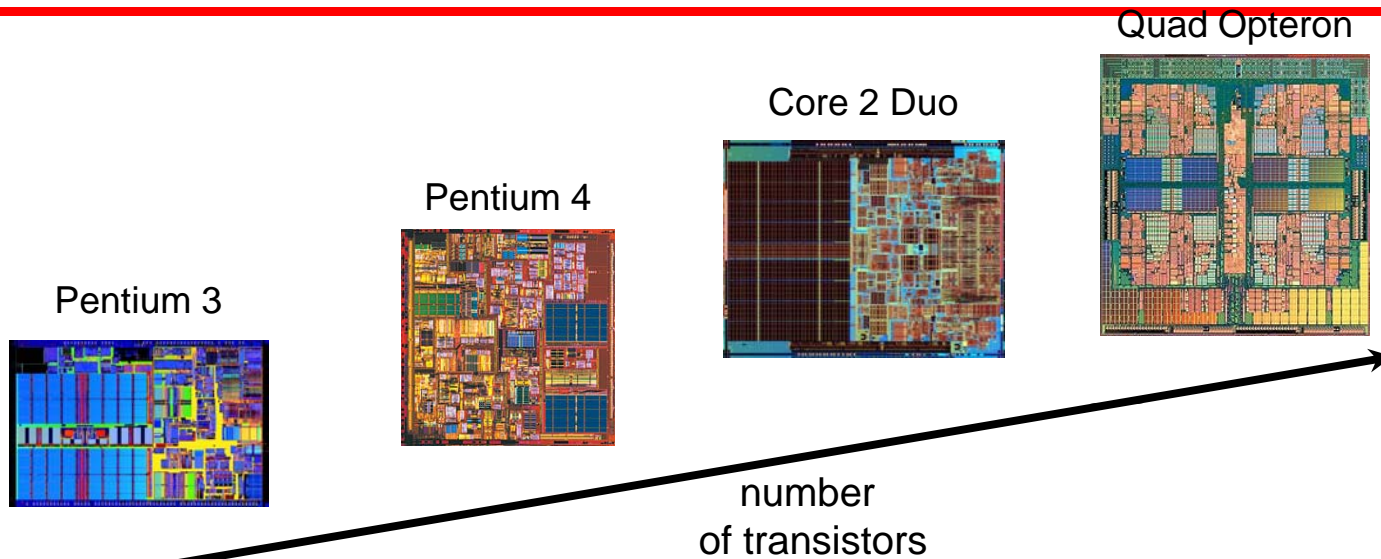 Quad Opteron
Core 2 Duo
Pentium 4
Pentium 3
number
of transistors